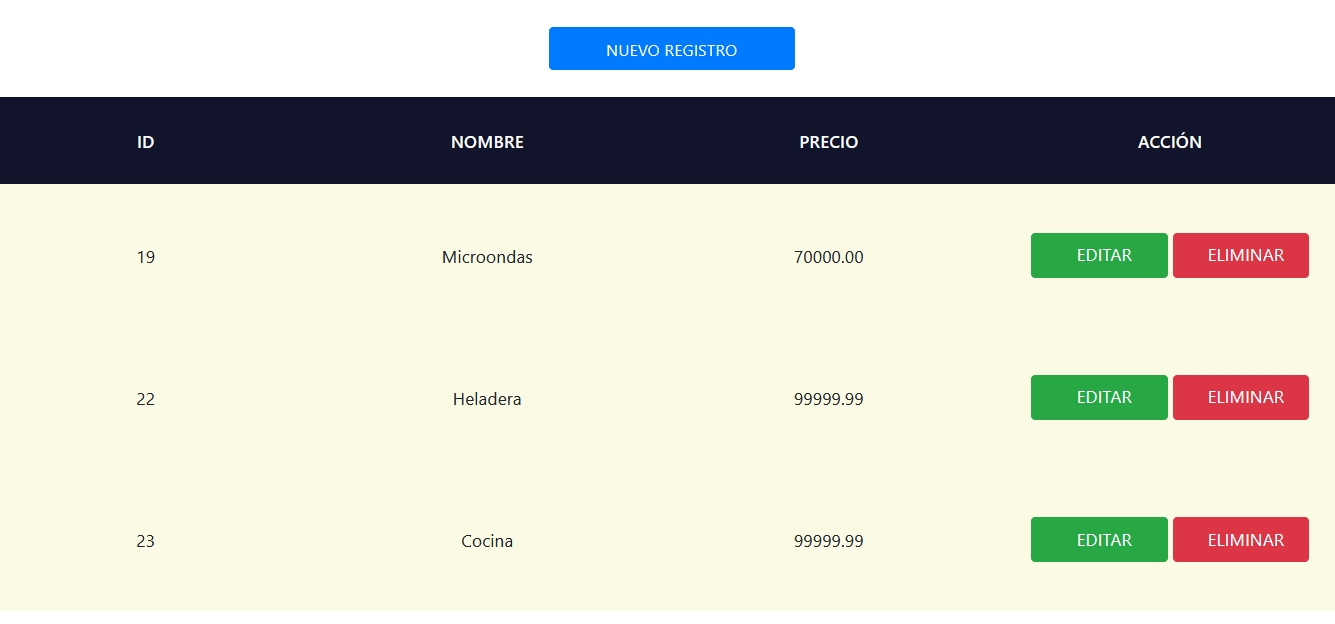 NUEVO REGISTRO
ID NOMBRE PRECIO ACCIÓN
19 Microondas 70000.00 EDITAR ELIMINAR
22 Heladera 99999.99 EDITAR ELIMINAR
23 Cocina 99999.99 EDITAR ELIMINAR